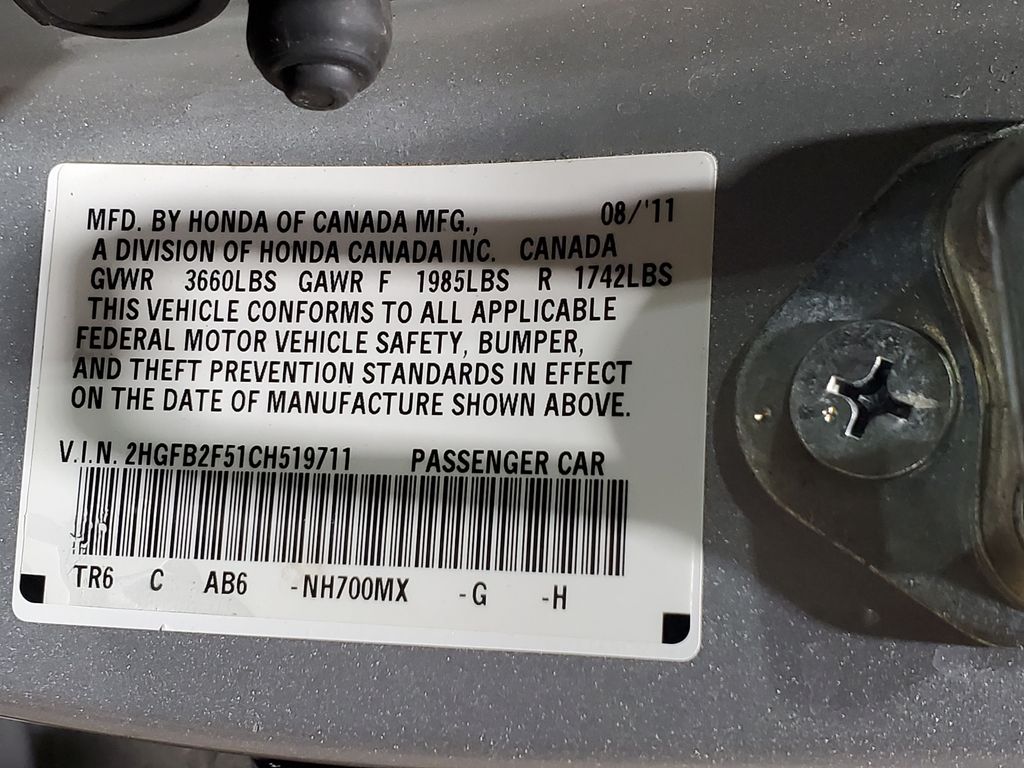 MFD. BY HONDA OF CANADA MFG., 08/'11
A DIVISION OF HONDA CANADA INC. CANADA
GVWR 3660LBS GAWR F 1985LBS R 1742LBS
THIS VEHICLE CONFORMS TO ALL APPLICABLE
FEDERAL MOTOR VEHICLE SAFETY, BUMPER,
AND THEFT PREVENTION STANDARDS IN EFFECT
ON THE DATE OF MANUFACTURE SHOWN ABOVE.
V.I.N. 2HGFB2F51CH519711 PASSENGER CAR
TR6 C AB6 -NH700MX -G -H